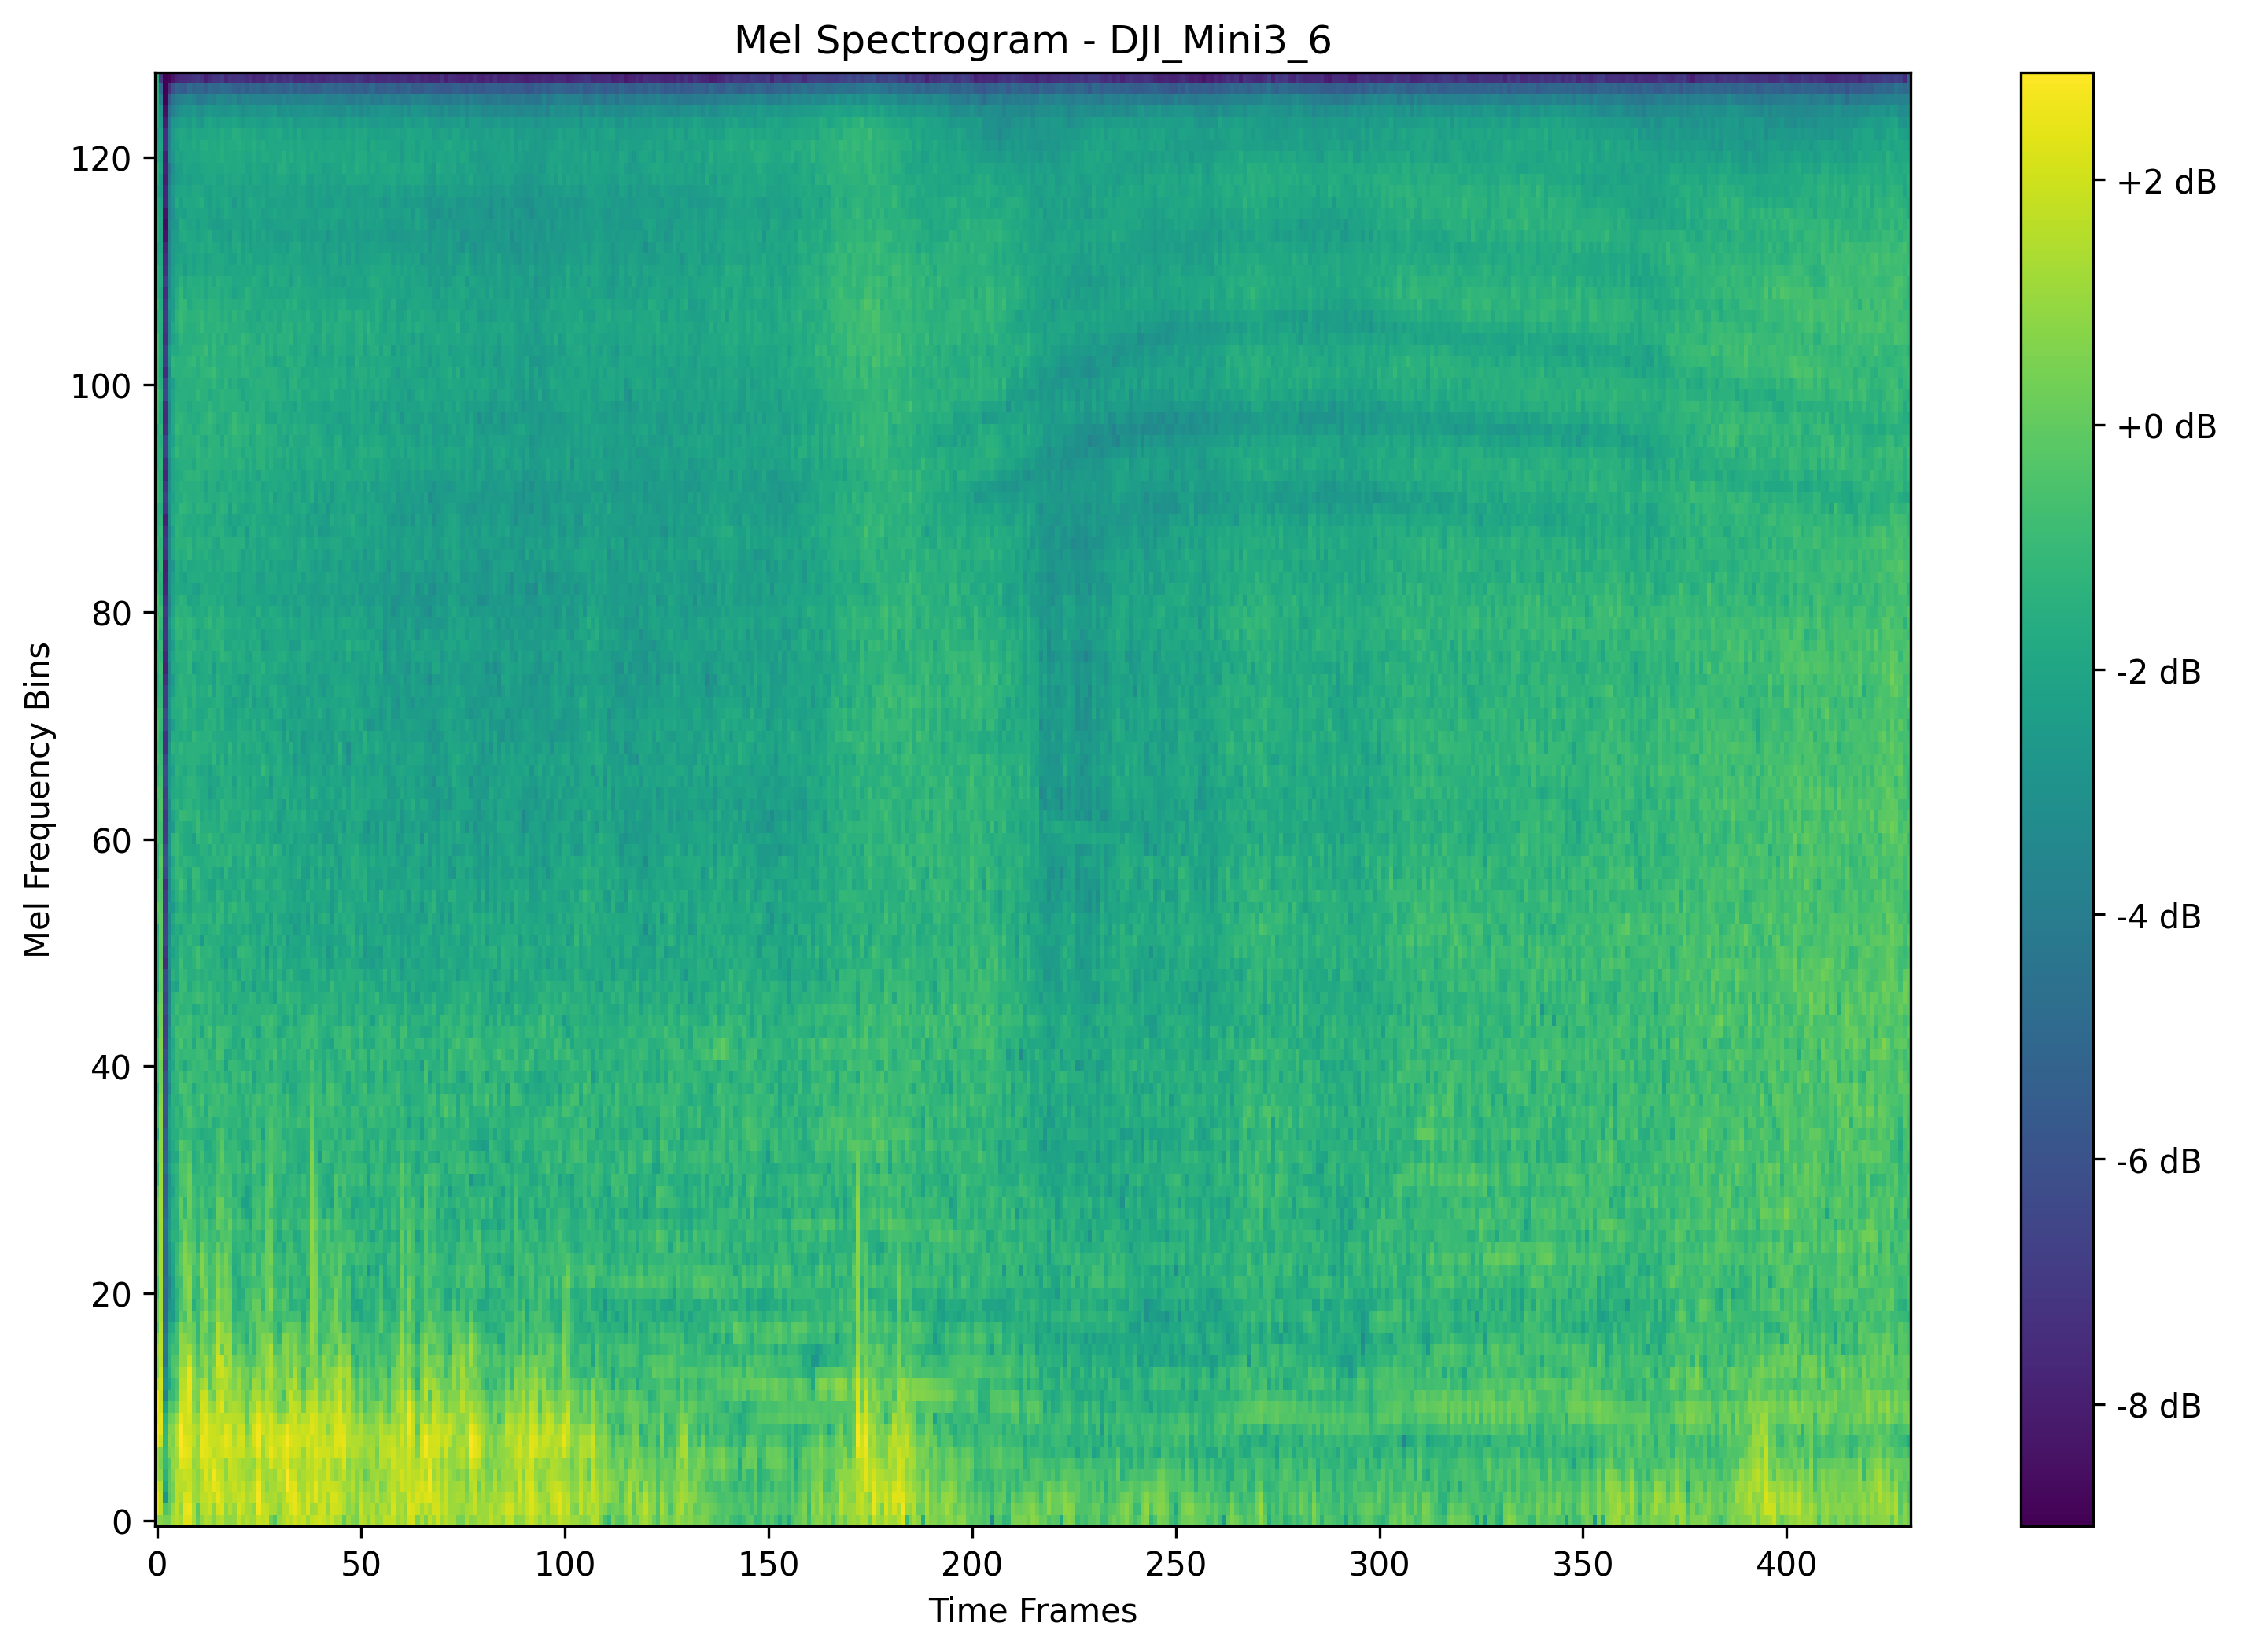 Mel Spectrogram - DJI_Mini3_6
Mel Frequency Bins
120
100
80
60
40
20
0
0 50 100 150 200 250 300 350 400
Time Frames
+2 dB
+0 dB
-2 dB
-4 dB
-6 dB
-8 dB